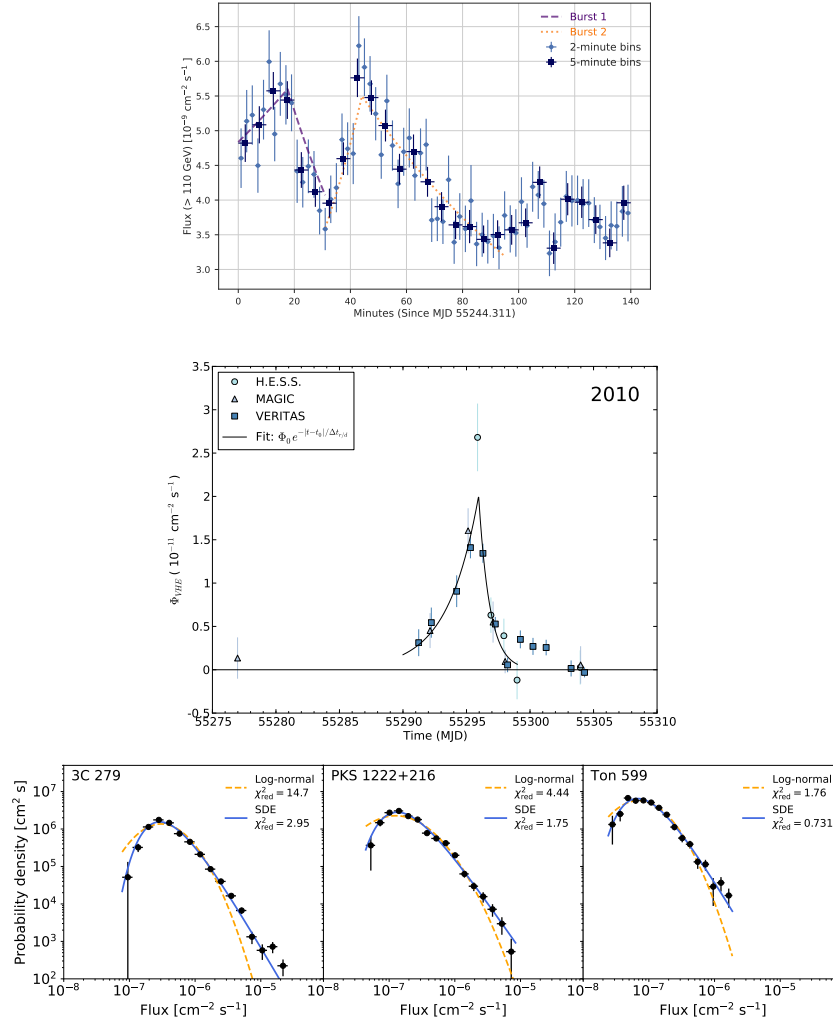 Burst 1
Burst 2
2-minute bins
5-minute bins
Flux (> 110 GeV) [10⁻⁹ cm⁻² s⁻¹ ]
6.5
6.0
5.5
5.0
4.5
4.0
3.5
3.0
0 20 40 60 80 100 120 140
Minutes (Since MJD 55244.311)
H.E.S.S.
MAGIC
VERITAS
Fit: Φ₀ e^{-|t-t₀|/Δt_{r/d}}
2010
Φ_{VHE} ( 10⁻¹¹ cm⁻² s⁻¹)
3.5
3
2.5
2
1.5
1
0.5
0
-0.5
55275 55280 55285 55290 55295 55300 55305 55310
Time (MJD)
3C 279
Log-normal
χ²_red = 14.7
SDE
χ²_red = 2.95
PKS 1222+216
Log-normal
χ²_red = 4.44
SDE
χ²_red = 1.75
Ton 599
Log-normal
χ²_red = 1.76
SDE
χ²_red = 0.731
Probability density [cm² s]
10⁷
10⁶
10⁵
10⁴
10³
10²
10⁻⁸ 10⁻⁷ 10⁻⁶ 10⁻⁵ 10⁻⁸ 10⁻⁷ 10⁻⁶ 10⁻⁵ 10⁻⁸ 10⁻⁷ 10⁻⁶ 10⁻⁵
Flux [cm⁻² s⁻¹] Flux [cm⁻² s⁻¹] Flux [cm⁻² s⁻¹]